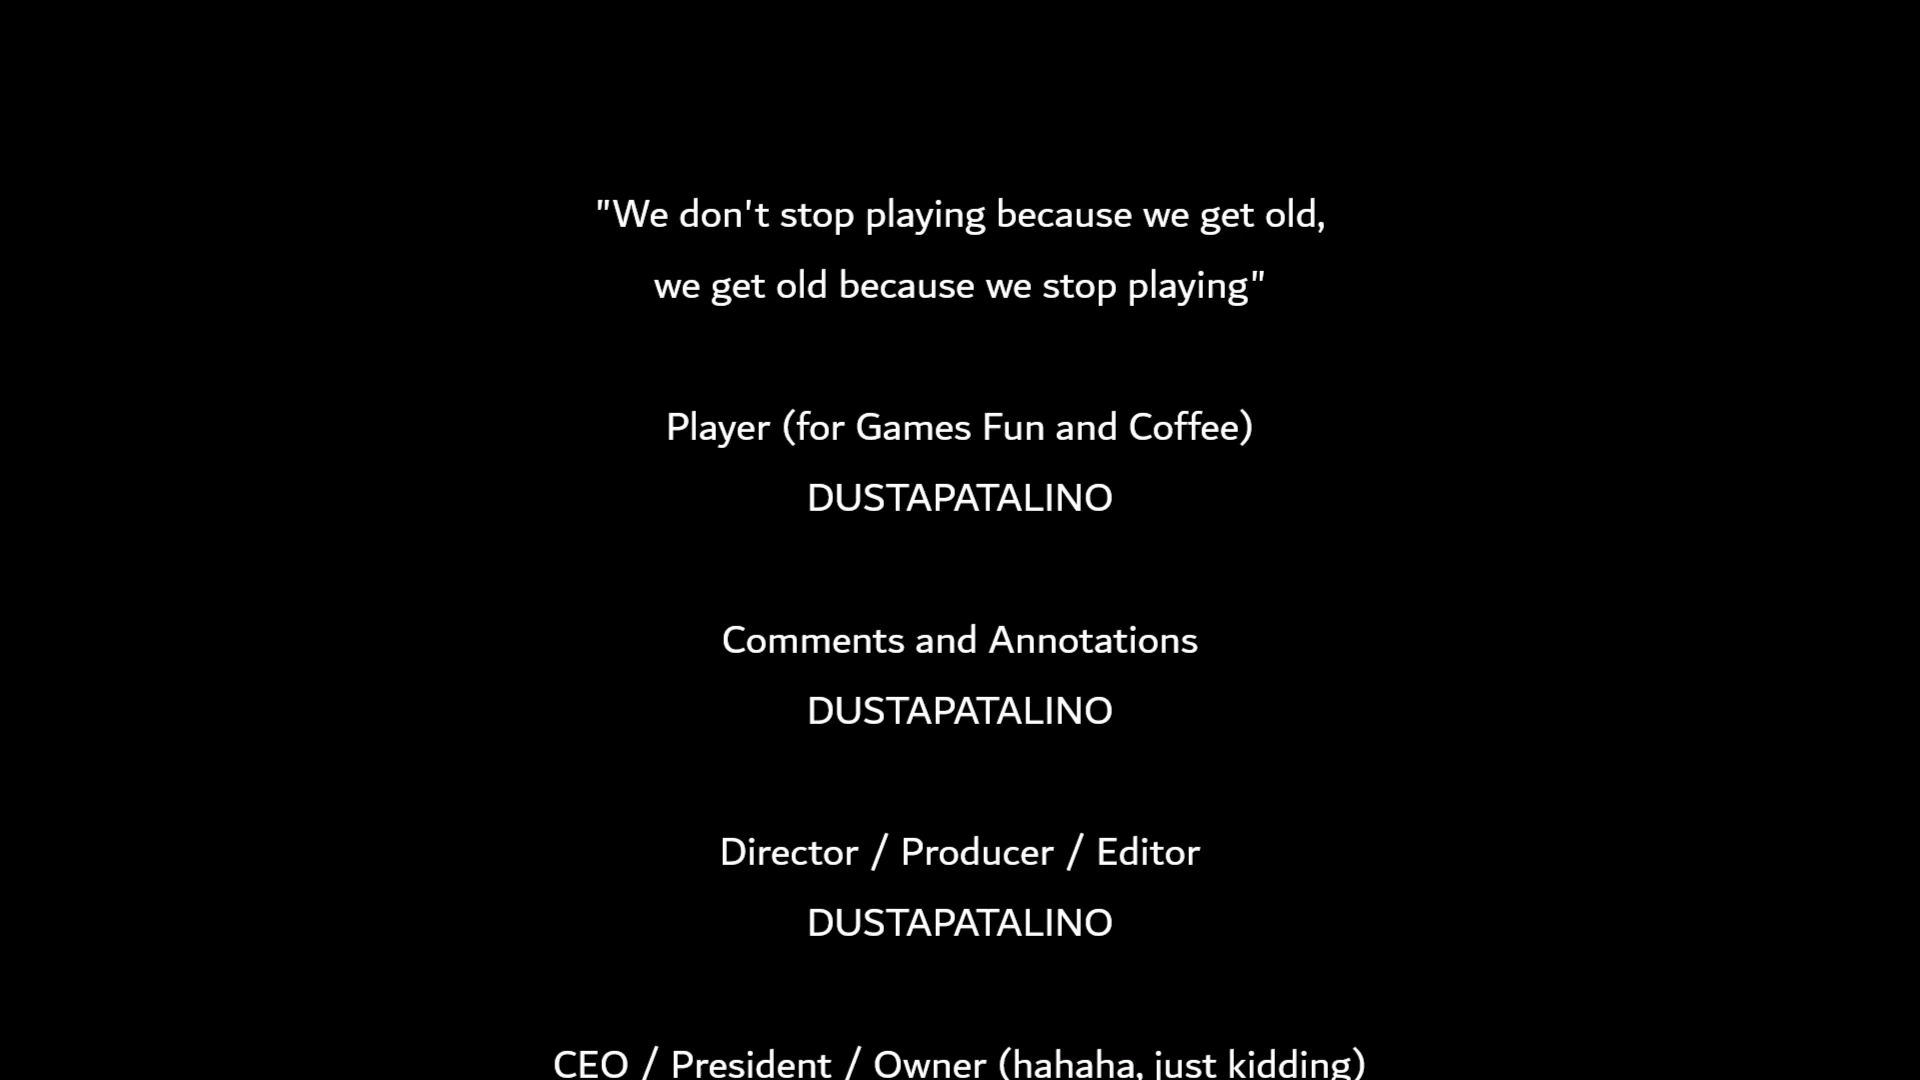 "We don't stop playing because we get old,
we get old because we stop playing"
Player (for Games Fun and Coffee)
DUSTAPATALINO
Comments and Annotations
DUSTAPATALINO
Director / Producer / Editor
DUSTAPATALINO
CEO / President / Owner (hahaha, just kidding)